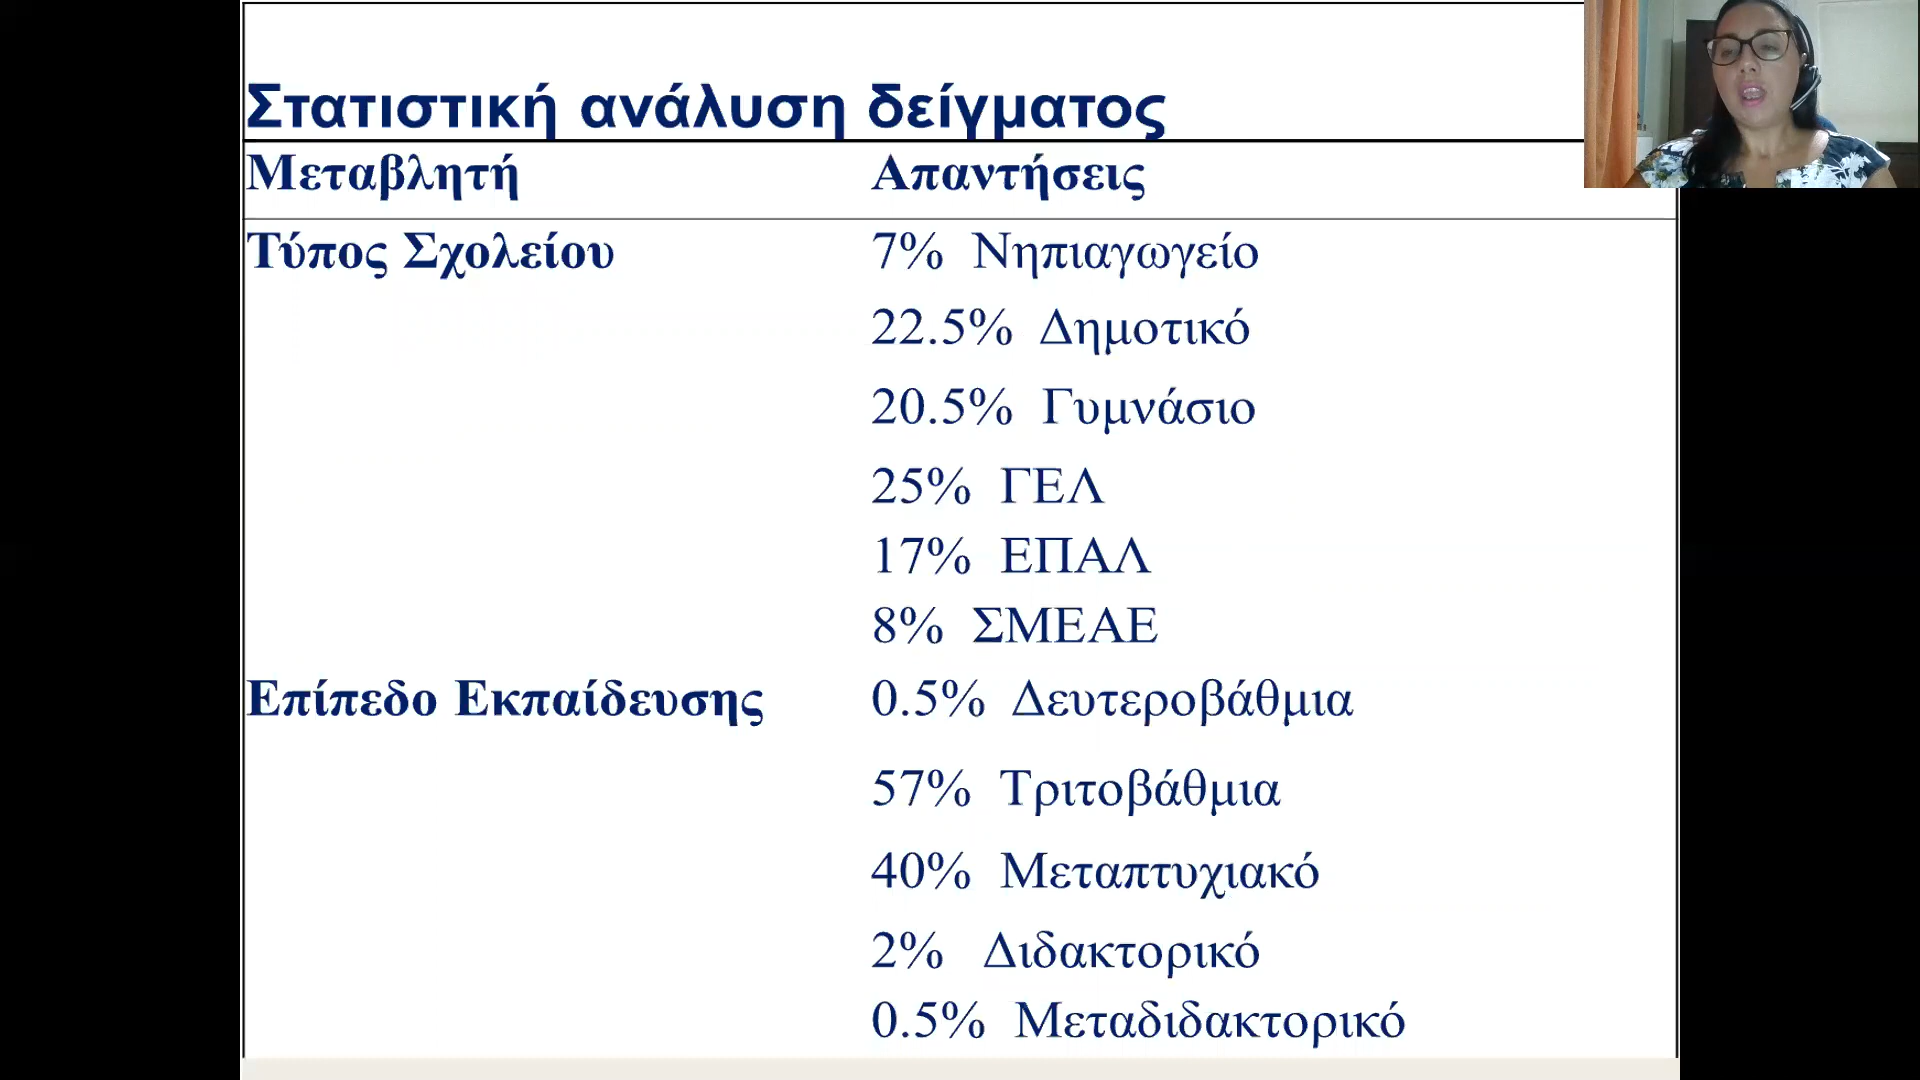 Στατιστική ανάλυση δείγματος
Μεταβλητή Απαντήσεις
Τύπος Σχολείου 7% Νηπιαγωγείο
22.5% Δημοτικό
20.5% Γυμνάσιο
25% ΓΕΛ
17% ΕΠΑΛ
8% ΣΜΕΑΕ
Επίπεδο Εκπαίδευσης 0.5% Δευτεροβάθμια
57% Τριτοβάθμια
40% Μεταπτυχιακό
2% Διδακτορικό
0.5% Μεταδιδακτορικό